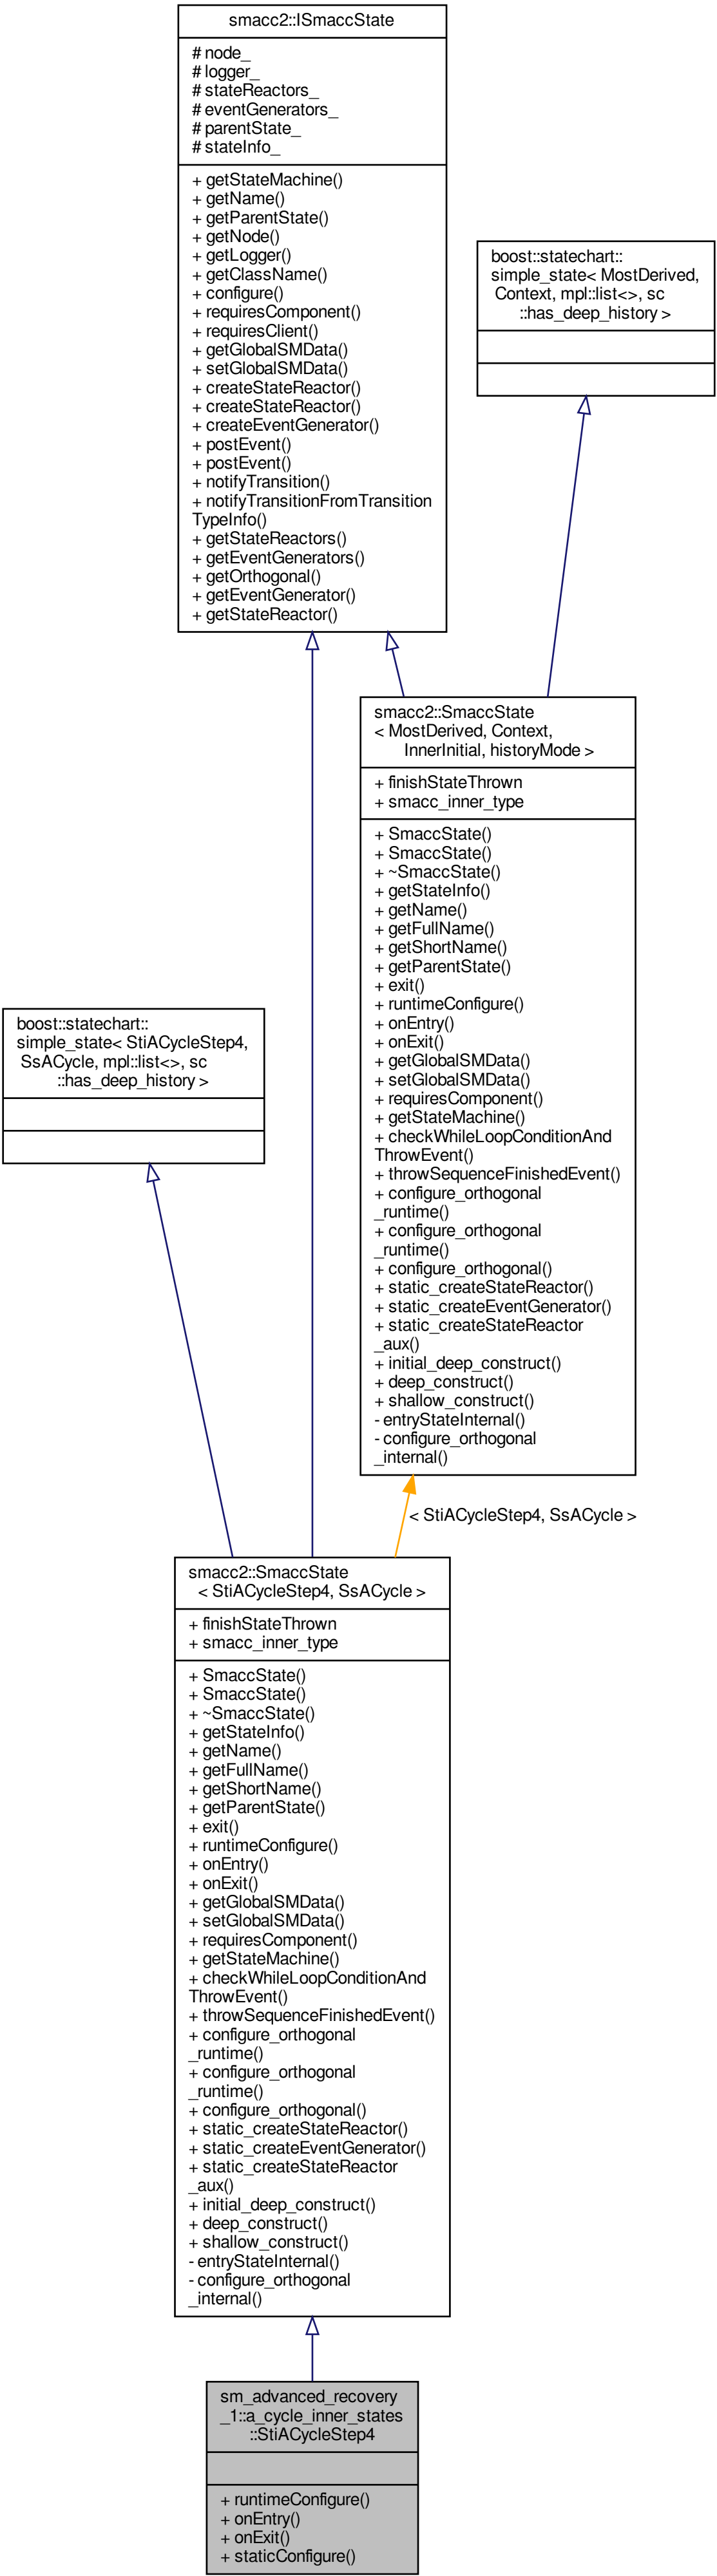 smacc2::ISmaccState
# node_
# logger_
# stateReactors_
# eventGenerators_
# parentState_
# stateInfo_
+ getStateMachine()
+ getName()
+ getParentState()
+ getNode()
+ getLogger()
+ getClassName()
+ configure()
+ requiresComponent()
+ requiresClient()
+ getGlobalSMData()
+ setGlobalSMData()
+ createStateReactor()
+ createStateReactor()
+ createEventGenerator()
+ postEvent()
+ postEvent()
+ notifyTransition()
+ notifyTransitionFromTransition
TypeInfo()
+ getStateReactors()
+ getEventGenerators()
+ getOrthogonal()
+ getEventGenerator()
+ getStateReactor()
boost::statechart::
simple_state< MostDerived,
Context, mpl::list<>, sc
::has_deep_history >
smacc2::SmaccState
< MostDerived, Context,
InnerInitial, historyMode >
+ finishStateThrown
+ smacc_inner_type
+ SmaccState()
+ SmaccState()
+ ~SmaccState()
+ getStateInfo()
+ getName()
+ getFullName()
+ getShortName()
+ getParentState()
+ exit()
+ runtimeConfigure()
+ onEntry()
+ onExit()
+ getGlobalSMData()
+ setGlobalSMData()
+ requiresComponent()
+ getStateMachine()
+ checkWhileLoopConditionAnd
ThrowEvent()
+ throwSequenceFinishedEvent()
+ configure_orthogonal
_runtime()
+ configure_orthogonal
_runtime()
+ configure_orthogonal()
+ static_createStateReactor()
+ static_createEventGenerator()
+ static_createStateReactor
_aux()
+ initial_deep_construct()
+ deep_construct()
+ shallow_construct()
- entryStateInternal()
- configure_orthogonal
_internal()
boost::statechart::
simple_state< StiACycleStep4,
SsACycle, mpl::list<>, sc
::has_deep_history >
< StiACycleStep4, SsACycle >
smacc2::SmaccState
< StiACycleStep4, SsACycle >
+ finishStateThrown
+ smacc_inner_type
+ SmaccState()
+ SmaccState()
+ ~SmaccState()
+ getStateInfo()
+ getName()
+ getFullName()
+ getShortName()
+ getParentState()
+ exit()
+ runtimeConfigure()
+ onEntry()
+ onExit()
+ getGlobalSMData()
+ setGlobalSMData()
+ requiresComponent()
+ getStateMachine()
+ checkWhileLoopConditionAnd
ThrowEvent()
+ throwSequenceFinishedEvent()
+ configure_orthogonal
_runtime()
+ configure_orthogonal
_runtime()
+ configure_orthogonal()
+ static_createStateReactor()
+ static_createEventGenerator()
+ static_createStateReactor
_aux()
+ initial_deep_construct()
+ deep_construct()
+ shallow_construct()
- entryStateInternal()
- configure_orthogonal
_internal()
sm_advanced_recovery
_1::a_cycle_inner_states
::StiACycleStep4
+ runtimeConfigure()
+ onEntry()
+ onExit()
+ staticConfigure()